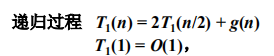 递归过程 T₁(n) = 2T₁(n/2) + g(n)
T₁(1) = O(1),